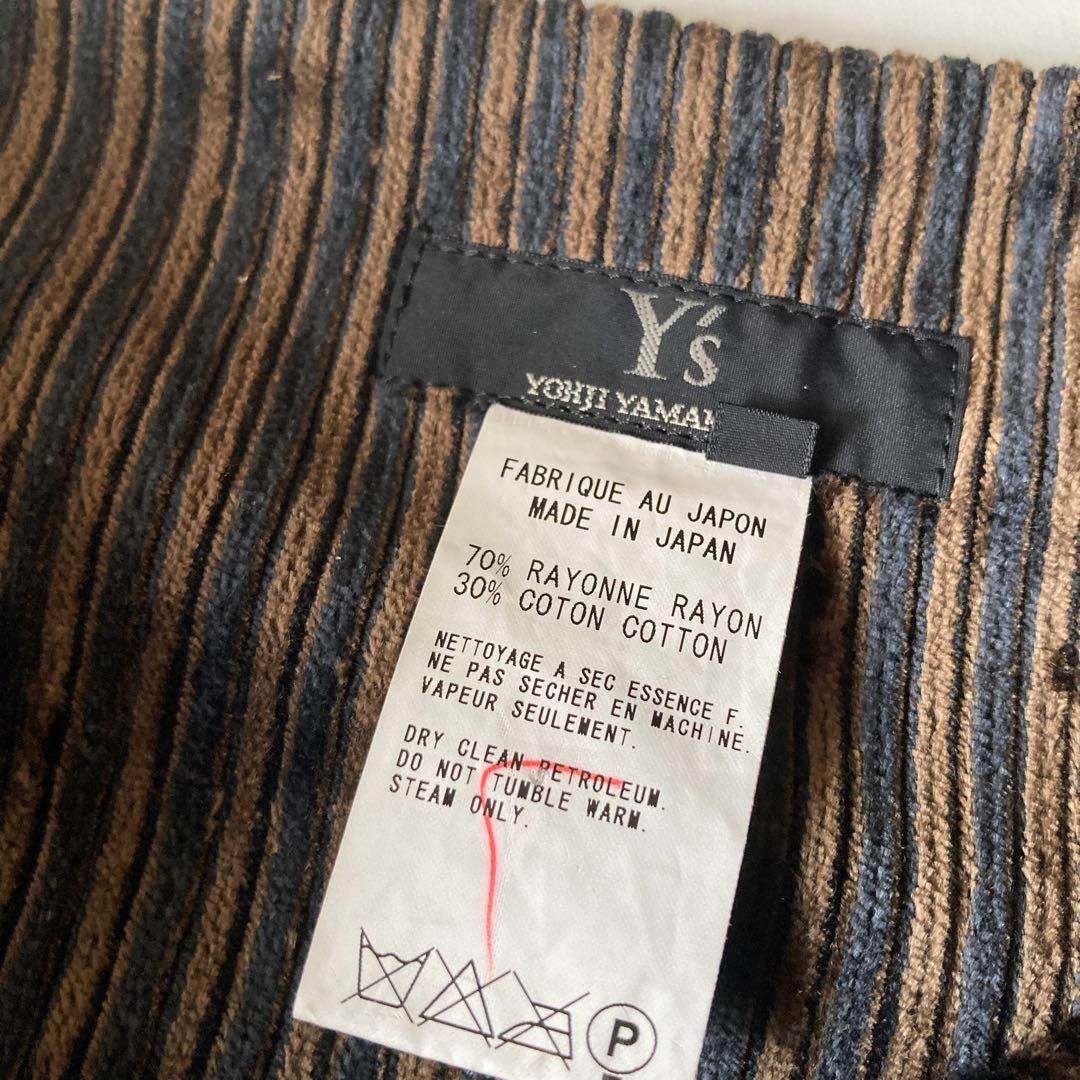 Y's
YOHJI
FABRIQUE AU JAPON
MADE IN JAPAN
70% RAYONNE RAYON
30% COTON COTTON
NETTOYAGE A SEC ESSENCE F.
NE PAS SECHER EN MACHINE.
VAPEUR SEULEMENT.
DRY CLEAN PETROLEUM.
DO NOT TUMBLE WARM.
STEAM ONLY.
P